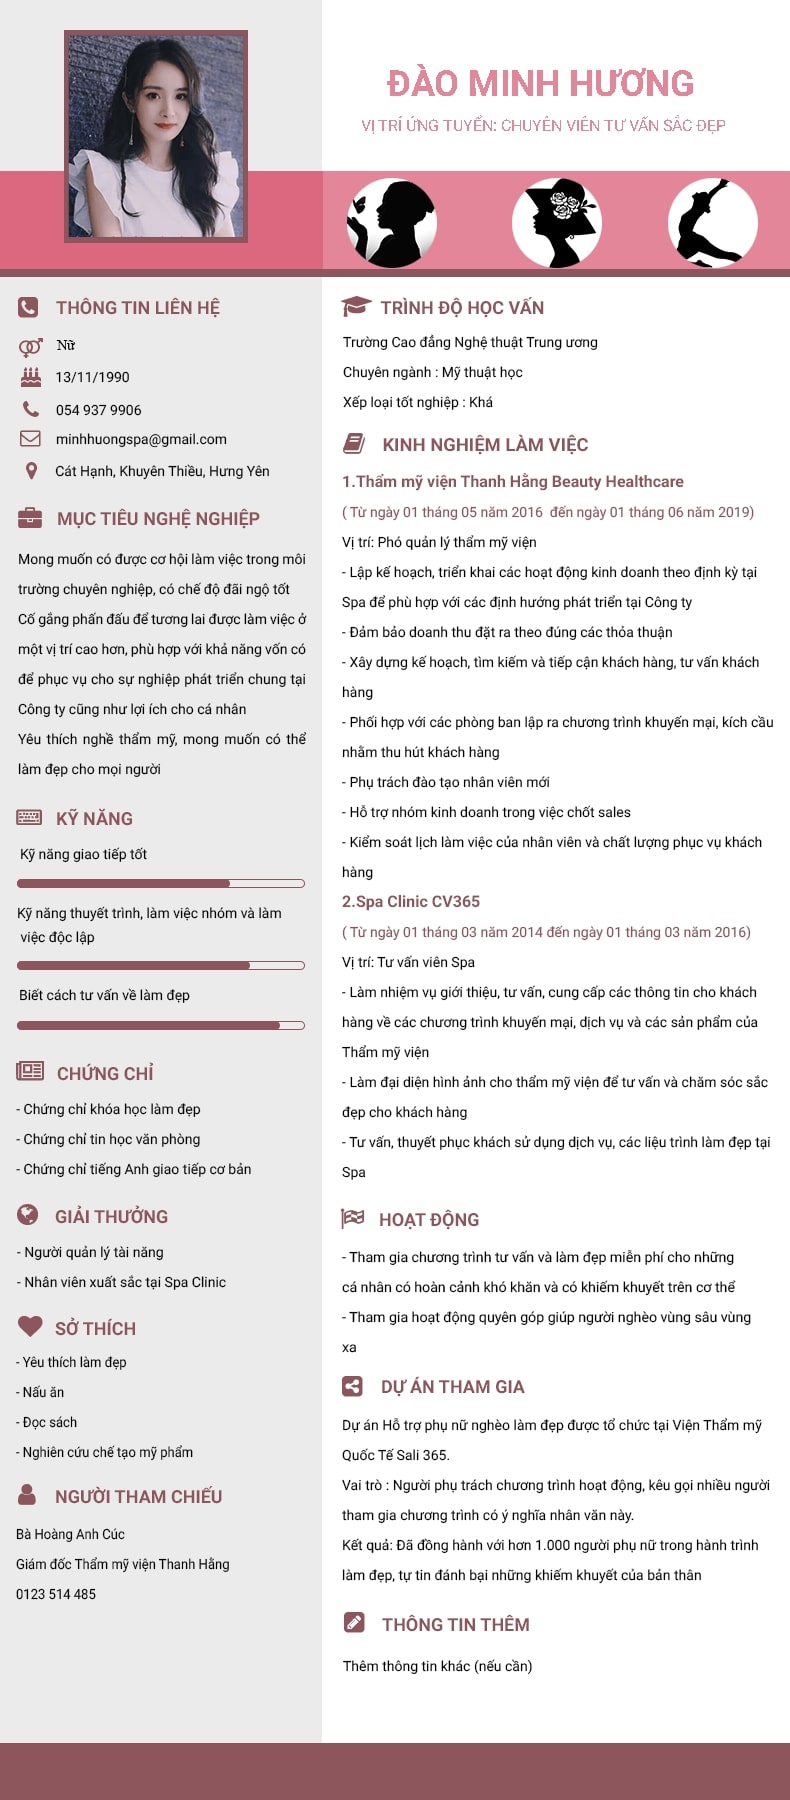 ĐÀO MINH HƯƠNG
VỊ TRÍ ỨNG TUYỂN: CHUYÊN VIÊN TƯ VẤN SẮC ĐẸP
THÔNG TIN LIÊN HỆ
Nữ
13/11/1990
054 937 9906
minhhuongspa@gmail.com
Cát Hạnh, Khuyên Thiều, Hưng Yên
MỤC TIÊU NGHỆ NGHIỆP
Mong muốn có được cơ hội làm việc trong môi
trường chuyên nghiệp, có chế độ đãi ngộ tốt
Cố gắng phấn đấu để tương lai được làm việc ở
một vị trí cao hơn, phù hợp với khả năng vốn có
để phục vụ cho sự nghiệp phát triển chung tại
Công ty cũng như lợi ích cho cá nhân
Yêu thích nghề thẩm mỹ, mong muốn có thể
làm đẹp cho mọi người
KỸ NĂNG
Kỹ năng giao tiếp tốt
Kỹ năng thuyết trình, làm việc nhóm và làm
việc độc lập
Biết cách tư vấn về làm đẹp
CHỨNG CHỈ
- Chứng chỉ khóa học làm đẹp
- Chứng chỉ tin học văn phòng
- Chứng chỉ tiếng Anh giao tiếp cơ bản
GIẢI THƯỞNG
- Người quản lý tài năng
- Nhân viên xuất sắc tại Spa Clinic
SỞ THÍCH
- Yêu thích làm đẹp
- Nấu ăn
- Đọc sách
- Nghiên cứu chế tạo mỹ phẩm
NGƯỜI THAM CHIẾU
Bà Hoàng Anh Cúc
Giám đốc Thẩm mỹ viện Thanh Hằng
0123 514 485
TRÌNH ĐỘ HỌC VẤN
Trường Cao đẳng Nghệ thuật Trung ương
Chuyên ngành : Mỹ thuật học
Xếp loại tốt nghiệp : Khá
KINH NGHIỆM LÀM VIỆC
1.Thẩm mỹ viện Thanh Hằng Beauty Healthcare
( Từ ngày 01 tháng 05 năm 2016 đến ngày 01 tháng 06 năm 2019)
Vị trí: Phó quản lý thẩm mỹ viện
- Lập kế hoạch, triển khai các hoạt động kinh doanh theo định kỳ tại
Spa để phù hợp với các định hướng phát triển tại Công ty
- Đảm bảo doanh thu đặt ra theo đúng các thỏa thuận
- Xây dựng kế hoạch, tìm kiếm và tiếp cận khách hàng, tư vấn khách
hàng
- Phối hợp với các phòng ban lập ra chương trình khuyến mại, kích cầu
nhằm thu hút khách hàng
- Phụ trách đào tạo nhân viên mới
- Hỗ trợ nhóm kinh doanh trong việc chốt sales
- Kiểm soát lịch làm việc của nhân viên và chất lượng phục vụ khách
hàng
2.Spa Clinic CV365
( Từ ngày 01 tháng 03 năm 2014 đến ngày 01 tháng 03 năm 2016)
Vị trí: Tư vấn viên Spa
- Làm nhiệm vụ giới thiệu, tư vấn, cung cấp các thông tin cho khách
hàng về các chương trình khuyến mại, dịch vụ và các sản phẩm của
Thẩm mỹ viện
- Làm đại diện hình ảnh cho thẩm mỹ viện để tư vấn và chăm sóc sắc
đẹp cho khách hàng
- Tư vấn, thuyết phục khách sử dụng dịch vụ, các liệu trình làm đẹp tại
Spa
HOẠT ĐỘNG
- Tham gia chương trình tư vấn và làm đẹp miễn phí cho những
cá nhân có hoàn cảnh khó khăn và có khiếm khuyết trên cơ thể
- Tham gia hoạt động quyên góp giúp người nghèo vùng sâu vùng
xa
DỰ ÁN THAM GIA
Dự án Hỗ trợ phụ nữ nghèo làm đẹp được tổ chức tại Viện Thẩm mỹ
Quốc Tế Sali 365.
Vai trò : Người phụ trách chương trình hoạt động, kêu gọi nhiều người
tham gia chương trình có ý nghĩa nhân văn này.
Kết quả: Đã đồng hành với hơn 1.000 người phụ nữ trong hành trình
làm đẹp, tự tin đánh bại những khiếm khuyết của bản thân
THÔNG TIN THÊM
Thêm thông tin khác (nếu cần)